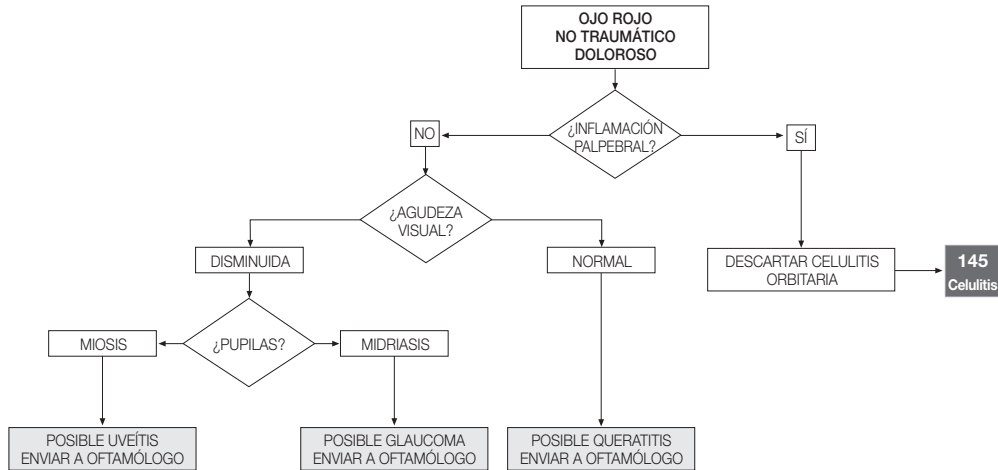 OJO ROJO
NO TRAUMÁTICO
DOLOROSO
¿INFLAMACIÓN
PALPEBRAL?
NO
SÍ
¿AGUDEZA
VISUAL?
DISMINUIDA
NORMAL
DESCARTAR CELULITIS
ORBITARIA
145
Celulitis
MIOSIS
¿PUPILAS?
MIDRIASIS
POSIBLE UVEÍTIS
ENVIAR A OFTAMÓLOGO
POSIBLE GLAUCOMA
ENVIAR A OFTAMÓLOGO
POSIBLE QUERATITIS
ENVIAR A OFTAMÓLOGO